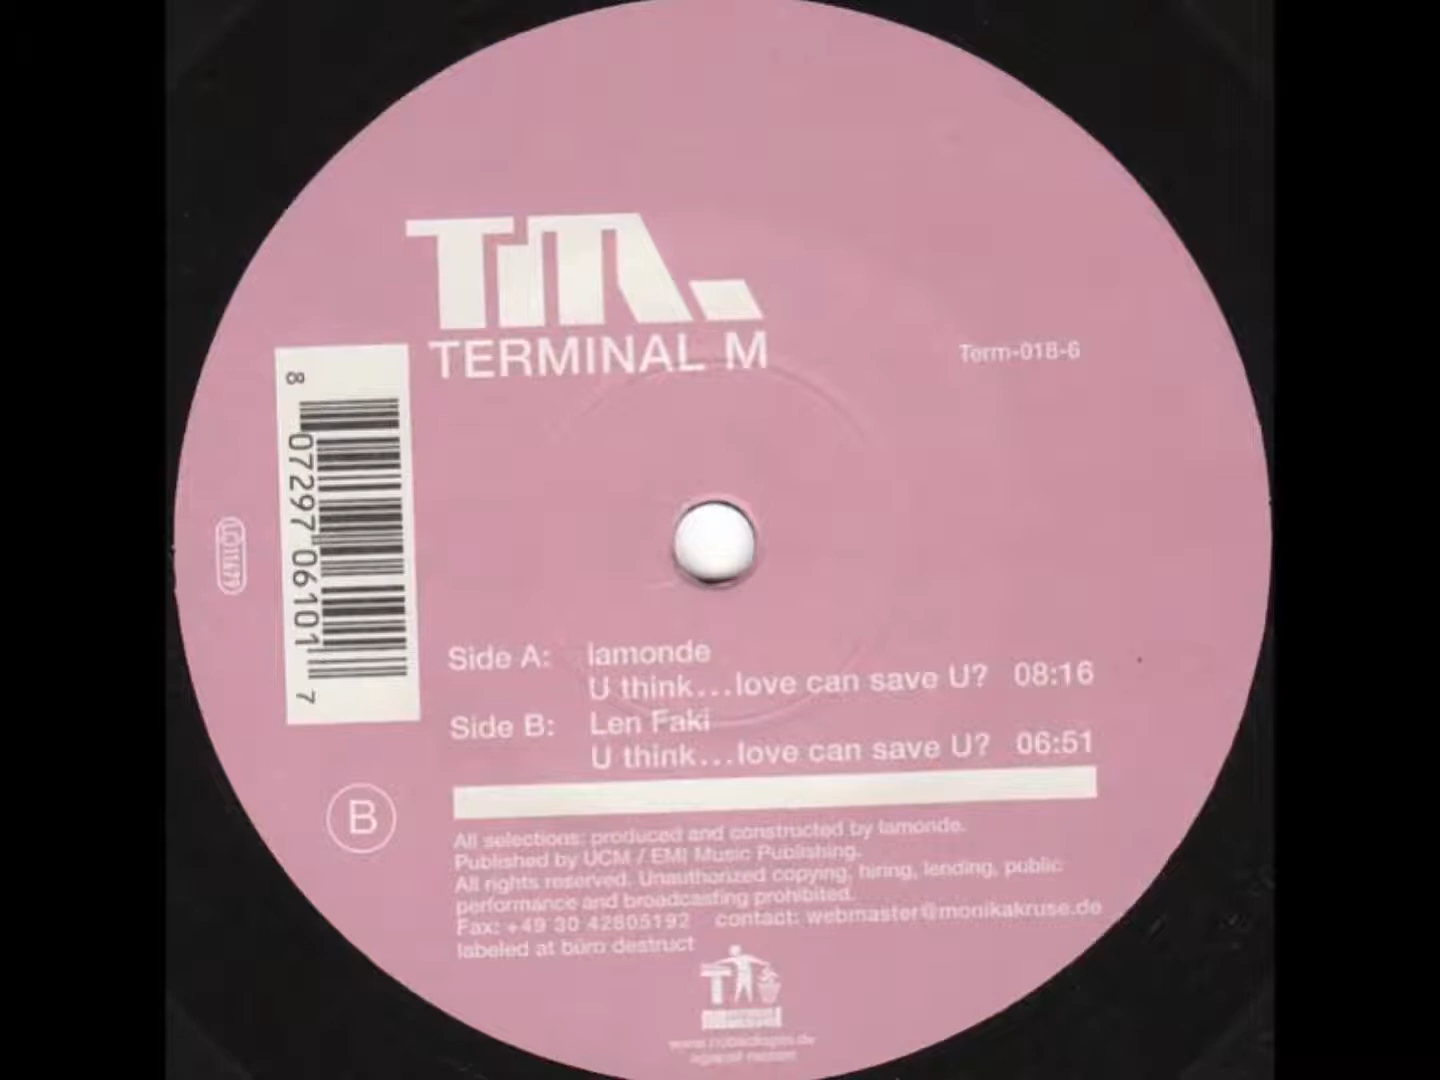 TM.
TERMINAL M
Term-018-6
8 07297 06101 7
LC 11679
Side A: lamonde
U think...love can save U? 08:16
Side B: Len Faki
U think...love can save U? 06:51
B
All selections: produced and constructed by lamonde.
Published by UCM / EMI Music Publishing.
All rights reserved. Unauthorized copying, hiring, lending, public
performance and broadcasting prohibited.
Fax: +49 30 42805192 contact: webmaster@monikakruse.de
labeled at büro destruct
T